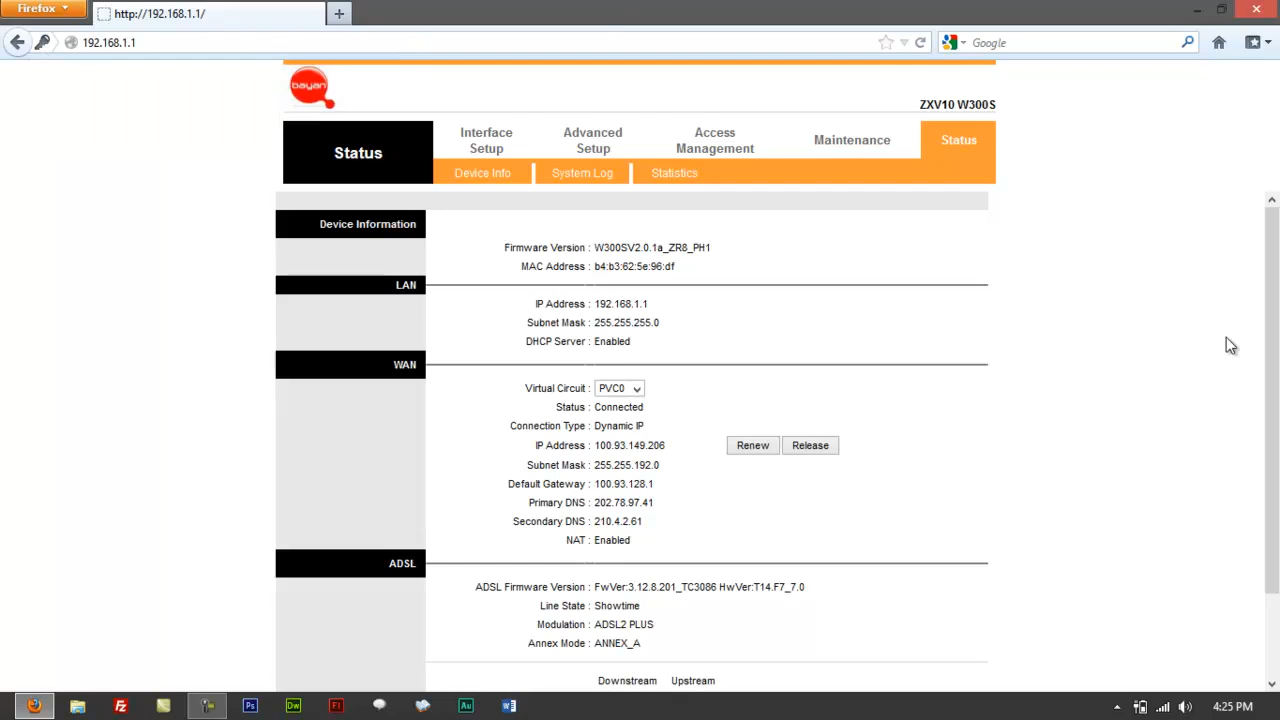 Firefox
http://192.168.1.1/
192.168.1.1
Google
bayan
ZXV10 W300S
Status
Interface Setup
Advanced Setup
Access Management
Maintenance
Status
Device Info
System Log
Statistics
Device Information
Firmware Version : W300SV2.0.1a_ZR8_PH1
MAC Address : b4:b3:62:5e:96:df
LAN
IP Address : 192.168.1.1
Subnet Mask : 255.255.255.0
DHCP Server : Enabled
WAN
Virtual Circuit : PVC0
Status : Connected
Connection Type : Dynamic IP
IP Address : 100.93.149.206 Renew Release
Subnet Mask : 255.255.192.0
Default Gateway : 100.93.128.1
Primary DNS : 202.78.97.41
Secondary DNS : 210.4.2.61
NAT : Enabled
ADSL
ADSL Firmware Version : FwVer:3.12.8.201_TC3086 HwVer:T14.F7_7.0
Line State : Showtime
Modulation : ADSL2 PLUS
Annex Mode : ANNEX_A
Downstream Upstream
Fz
Ps
Dw
Fl
Au
W
4:25 PM